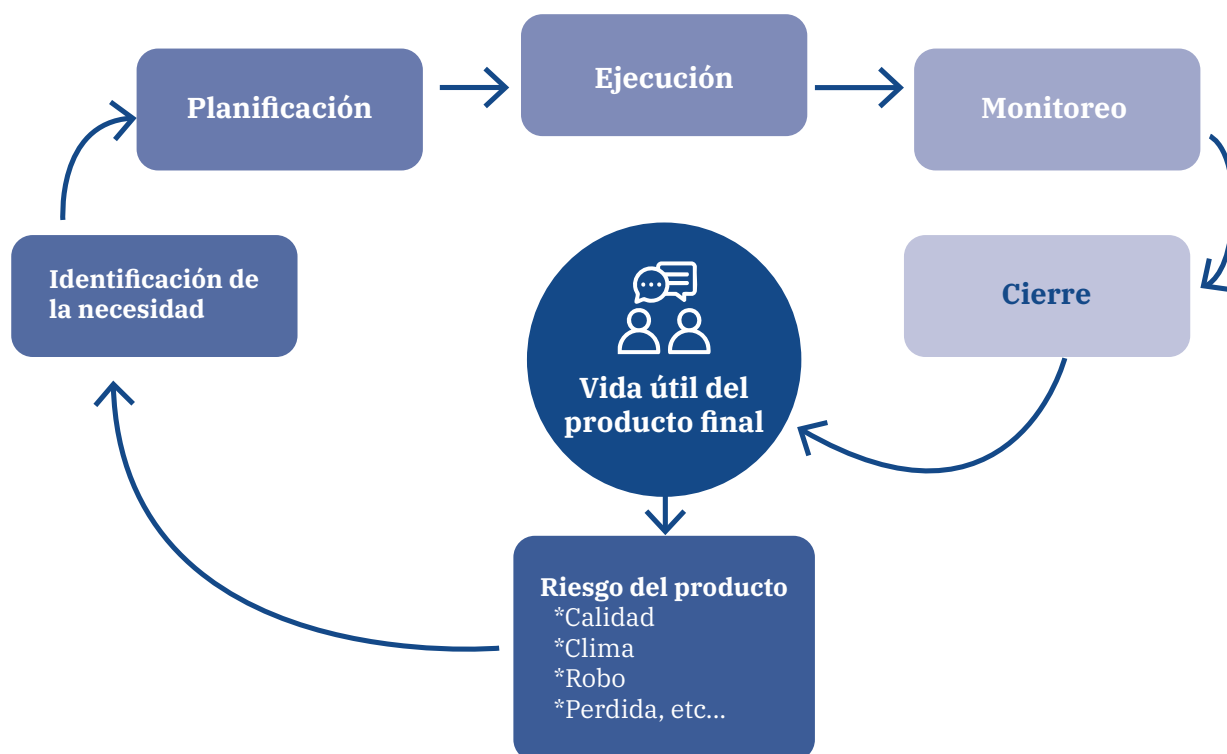 Planificación
Ejecución
Monitoreo
Identificación de
la necesidad
Cierre
Vida útil del
producto final
Riesgo del producto
*Calidad
*Clima
*Robo
*Perdida, etc...